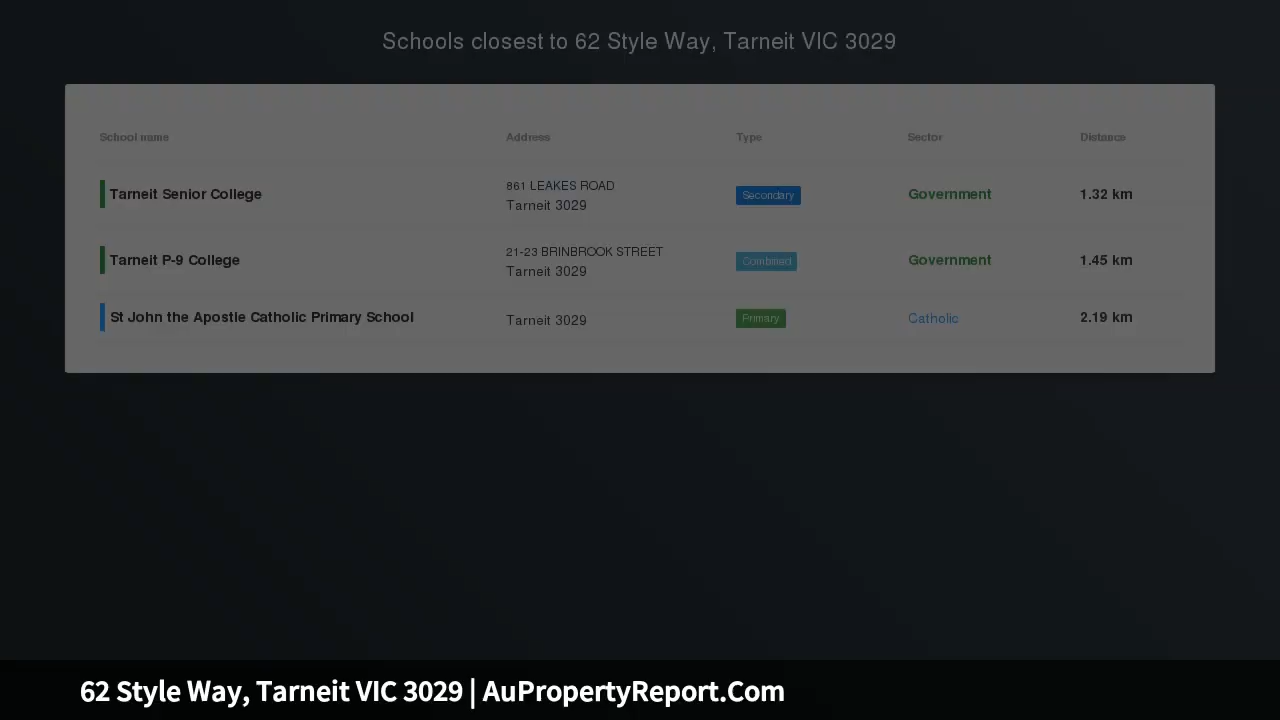 Schools closest to 62 Style Way, Tarneit VIC 3029
School name Address Type Sector Distance
Tarneit Senior College 861 LEAKES ROAD Tarneit 3029 Secondary Government 1.32 km
Tarneit P-9 College 21-23 BRINBROOK STREET Tarneit 3029 Combined Government 1.45 km
St John the Apostle Catholic Primary School Tarneit 3029 Primary Catholic 2.19 km
62 Style Way, Tarneit VIC 3029 | AuPropertyReport.Com